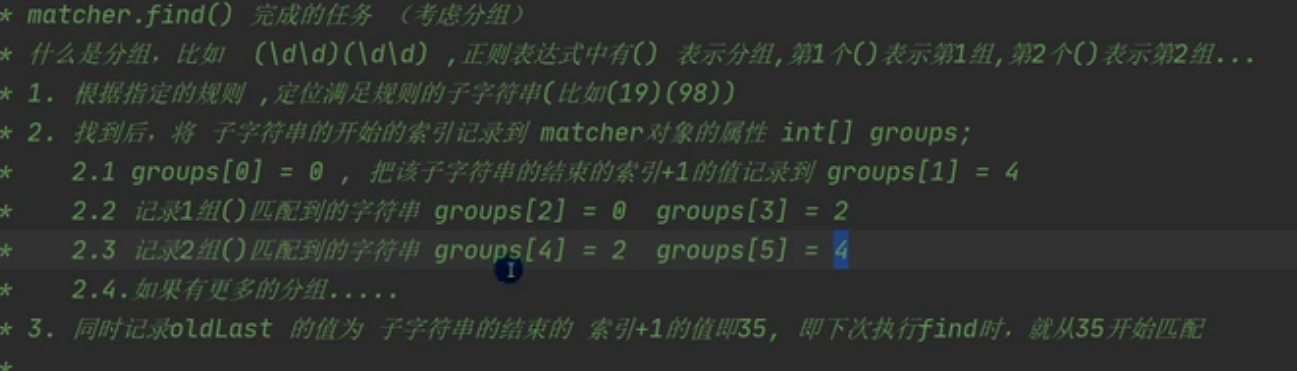 * matcher.find() 完成的任务 （考虑分组）
* 什么是分组，比如 (\d\d)(\d\d) ,正则表达式中有() 表示分组,第1个()表示第1组,第2个()表示第2组...
* 1. 根据指定的规则 ,定位满足规则的子字符串(比如(19)(98))
* 2. 找到后，将 子字符串的开始的索引记录到 matcher对象的属性 int[] groups;
* 2.1 groups[0] = 0 , 把该子字符串的结束的索引+1的值记录到 groups[1] = 4
* 2.2 记录1组()匹配到的字符串 groups[2] = 0 groups[3] = 2
* 2.3 记录2组()匹配到的字符串 groups[4] = 2 groups[5] = 4
* 2.4.如果有更多的分组.....
* 3. 同时记录oldLast 的值为 子字符串的结束的 索引+1的值即35, 即下次执行find时，就从35开始匹配
*